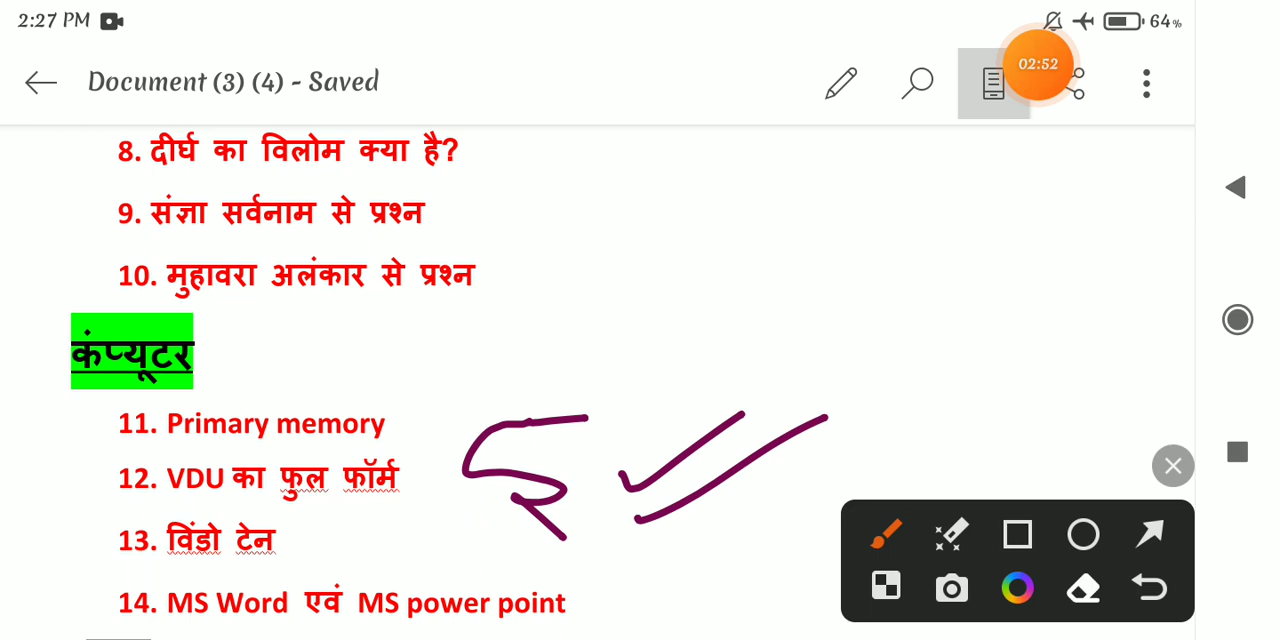 2:27 PM
64%
Document (3) (4) - Saved
02:52
8. दीर्घ का विलोम क्या है?
9. संज्ञा सर्वनाम से प्रश्न
10. मुहावरा अलंकार से प्रश्न
कंप्यूटर
11. Primary memory
12. VDU का फुल फॉर्म
13. विंडो टेन
14. MS Word एवं MS power point